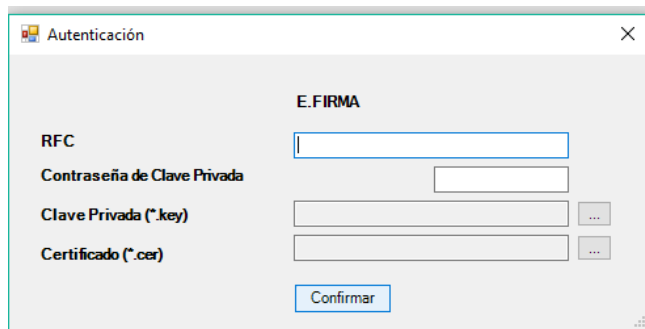 Autenticación
E.FIRMA
RFC
Contraseña de Clave Privada
Clave Privada (*.key)
...
Certificado (*.cer)
...
Confirmar